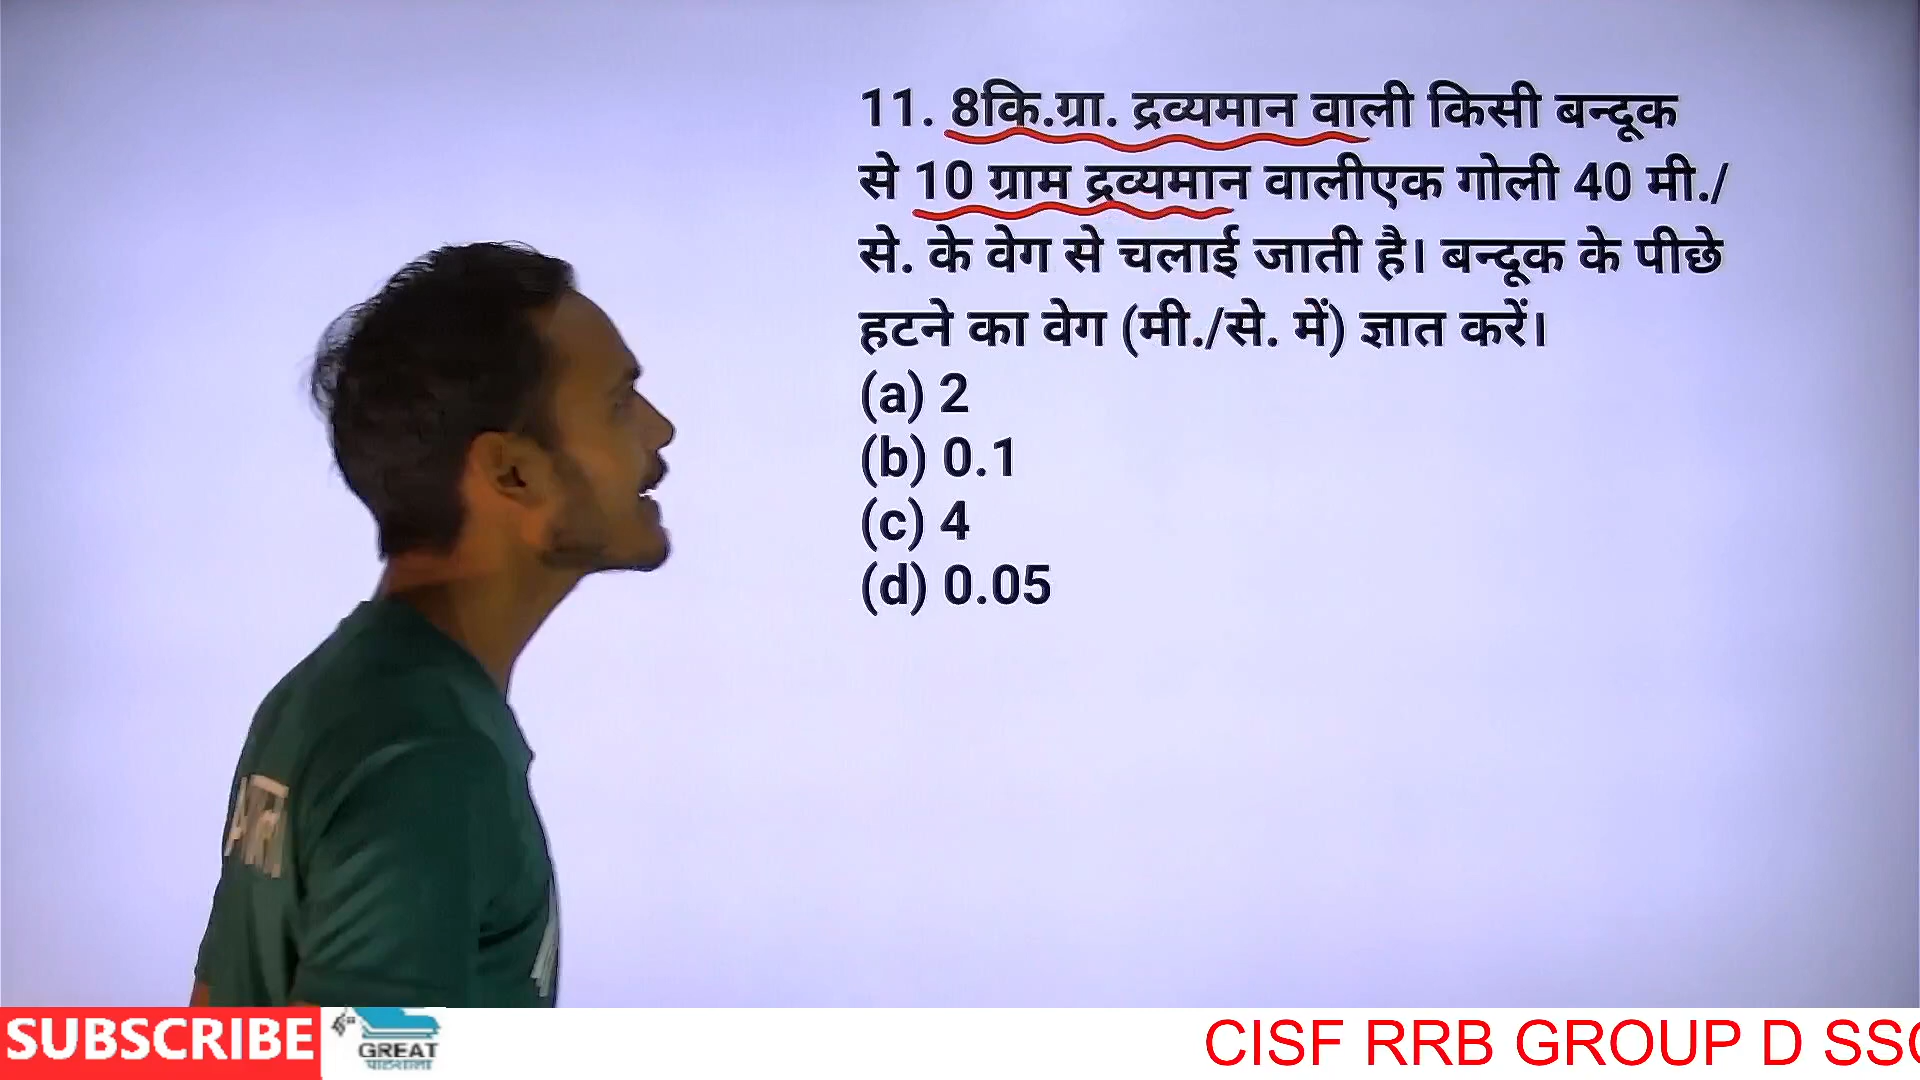 11. 8कि.ग्रा. द्रव्यमान वाली किसी बन्दूक
से 10 ग्राम द्रव्यमान वालीएक गोली 40 मी./
से. के वेग से चलाई जाती है। बन्दूक के पीछे
हटने का वेग (मी./से. में) ज्ञात करें।
(a) 2
(b) 0.1
(c) 4
(d) 0.05
SUBSCRIBE
GREAT
पाठशाला
CISF RRB GROUP D SSC